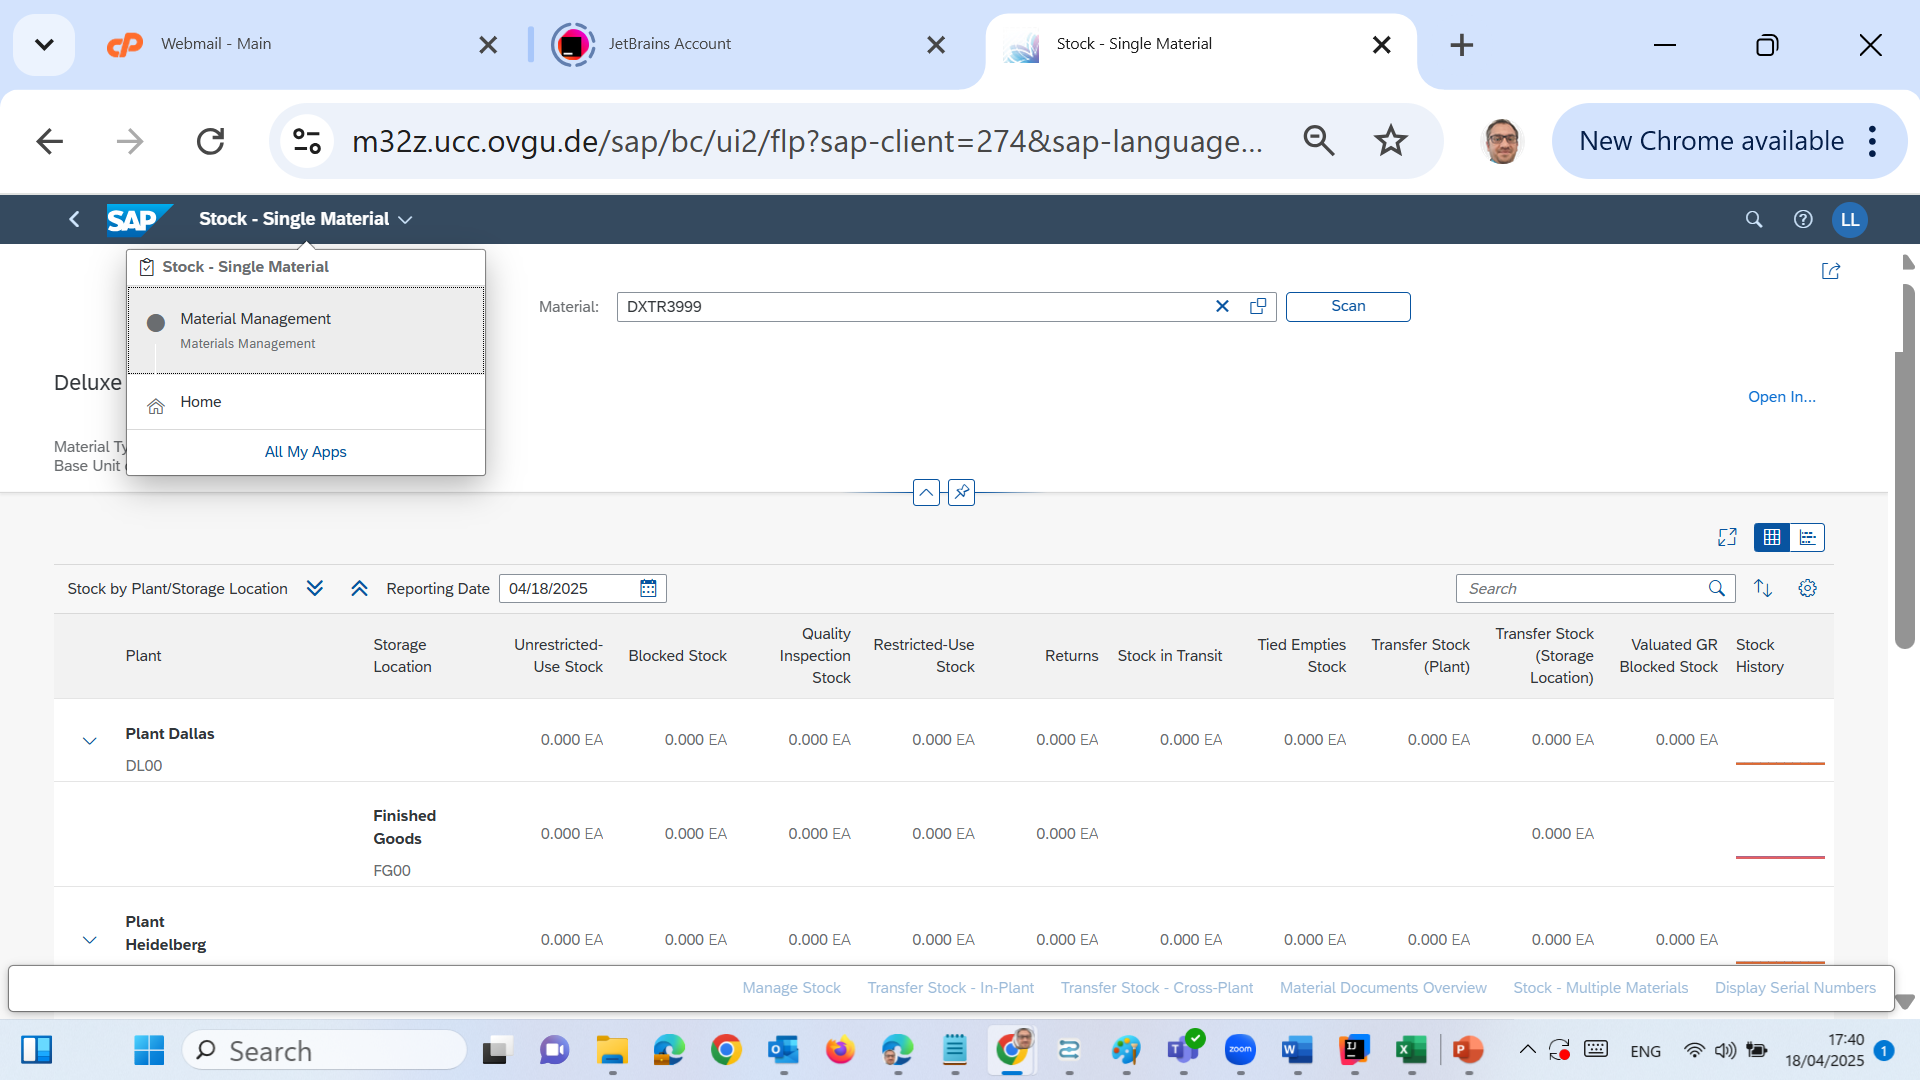 Webmail - Main
JetBrains Account
Stock - Single Material
m32z.ucc.ovgu.de/sap/bc/ui2/flp?sap-client=274&sap-language...
New Chrome available
SAP
Stock - Single Material
LL
Stock - Single Material
Material Management
Materials Management
Home
All My Apps
Material:
DXTR3999
Scan
Deluxe
Open In...
Material Ty
Base Unit
Stock by Plant/Storage Location
Reporting Date
04/18/2025
Search
Plant
Storage
Location
Unrestricted-
Use Stock
Blocked Stock
Quality
Inspection
Stock
Restricted-Use
Stock
Returns
Stock in Transit
Tied Empties
Stock
Transfer Stock
(Plant)
Transfer Stock
(Storage
Location)
Valuated GR
Blocked Stock
Stock
History
Plant Dallas
DL00
0.000 EA 0.000 EA 0.000 EA 0.000 EA 0.000 EA 0.000 EA 0.000 EA 0.000 EA 0.000 EA 0.000 EA
Finished
Goods
FG00
0.000 EA 0.000 EA 0.000 EA 0.000 EA 0.000 EA 0.000 EA
Plant
Heidelberg
0.000 EA 0.000 EA 0.000 EA 0.000 EA 0.000 EA 0.000 EA 0.000 EA 0.000 EA 0.000 EA 0.000 EA
Manage Stock
Transfer Stock - In-Plant
Transfer Stock - Cross-Plant
Material Documents Overview
Stock - Multiple Materials
Display Serial Numbers
Search
zoom
ENG
17:40
18/04/2025
1